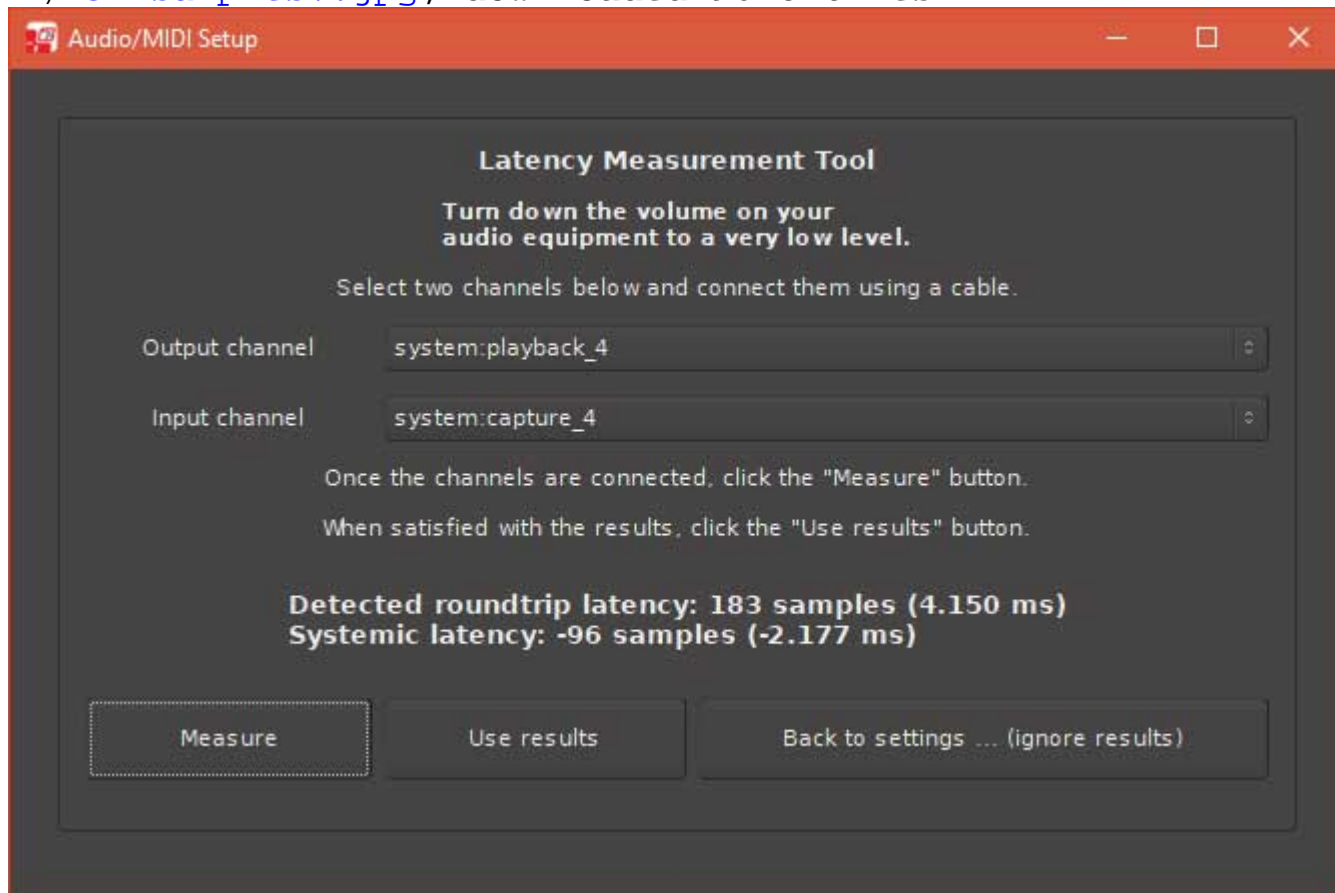 Audio/MIDI Setup
Latency Measurement Tool
Turn down the volume on your
audio equipment to a very low level.
Select two channels below and connect them using a cable.
Output channel system:playback_4
Input channel system:capture_4
Once the channels are connected, click the "Measure" button.
When satisfied with the results, click the "Use results" button.
Detected roundtrip latency: 183 samples (4.150 ms)
Systemic latency: -96 samples (-2.177 ms)
Measure Use results Back to settings ... (ignore results)